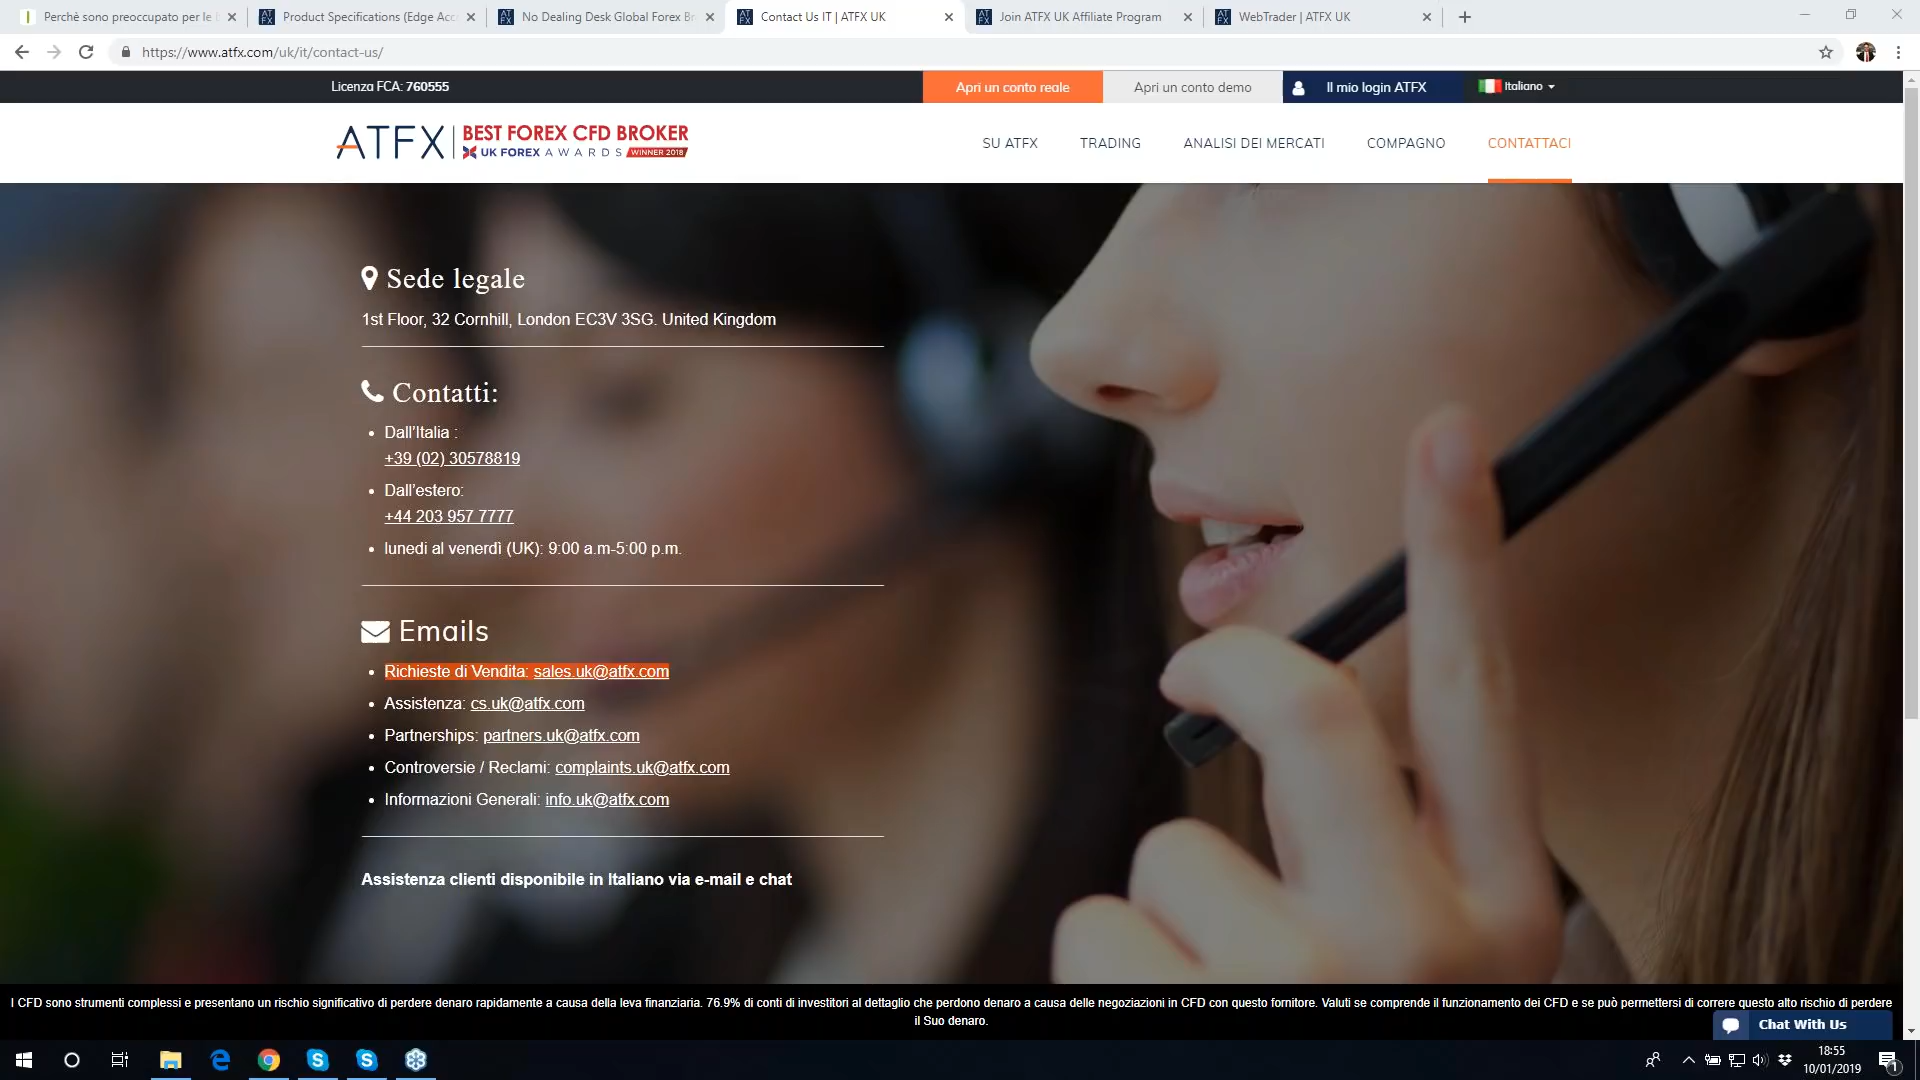 Perchè sono preoccupato per le
Product Specifications (Edge Acc
No Dealing Desk Global Forex Br
Contact Us IT | ATFX UK
Join ATFX UK Affiliate Program
WebTrader | ATFX UK
https://www.atfx.com/uk/it/contact-us/
Licenza FCA: 760555
Apri un conto reale
Apri un conto demo
Il mio login ATFX
Italiano
ATFX
BEST FOREX CFD BROKER
UK FOREX AWARDS WINNER 2018
SU ATFX
TRADING
ANALISI DEI MERCATI
COMPAGNO
CONTATTACI
Sede legale
1st Floor, 32 Cornhill, London EC3V 3SG. United Kingdom
Contatti:
Dall'Italia :
+39 (02) 30578819
Dall'estero:
+44 203 957 7777
lunedi al venerdì (UK): 9:00 a.m-5:00 p.m.
Emails
Richieste di Vendita: sales.uk@atfx.com
Assistenza: cs.uk@atfx.com
Partnerships: partners.uk@atfx.com
Controversie / Reclami: complaints.uk@atfx.com
Informazioni Generali: info.uk@atfx.com
Assistenza clienti disponibile in Italiano via e-mail e chat
I CFD sono strumenti complessi e presentano un rischio significativo di perdere denaro rapidamente a causa della leva finanziaria. 76.9% di conti di investitori al dettaglio che perdono denaro a causa delle negoziazioni in CFD con questo fornitore. Valuti se comprende il funzionamento dei CFD e se può permettersi di correre questo alto rischio di perdere
il Suo denaro.
Chat With Us
18:55
10/01/2019
1